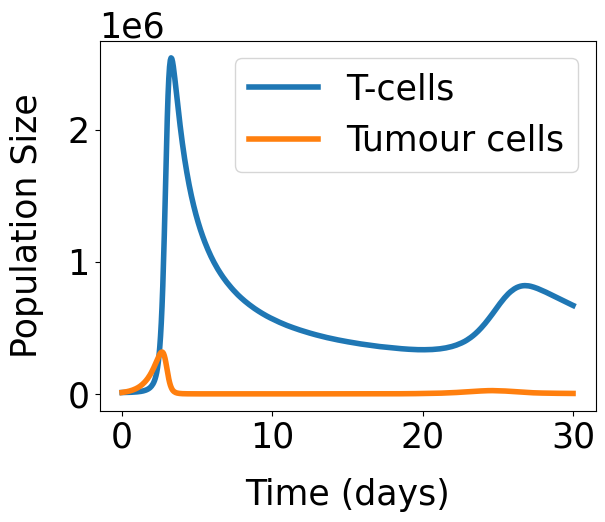 1e6
Population Size
2
1
0
T-cells
Tumour cells
0 10 20 30
Time (days)